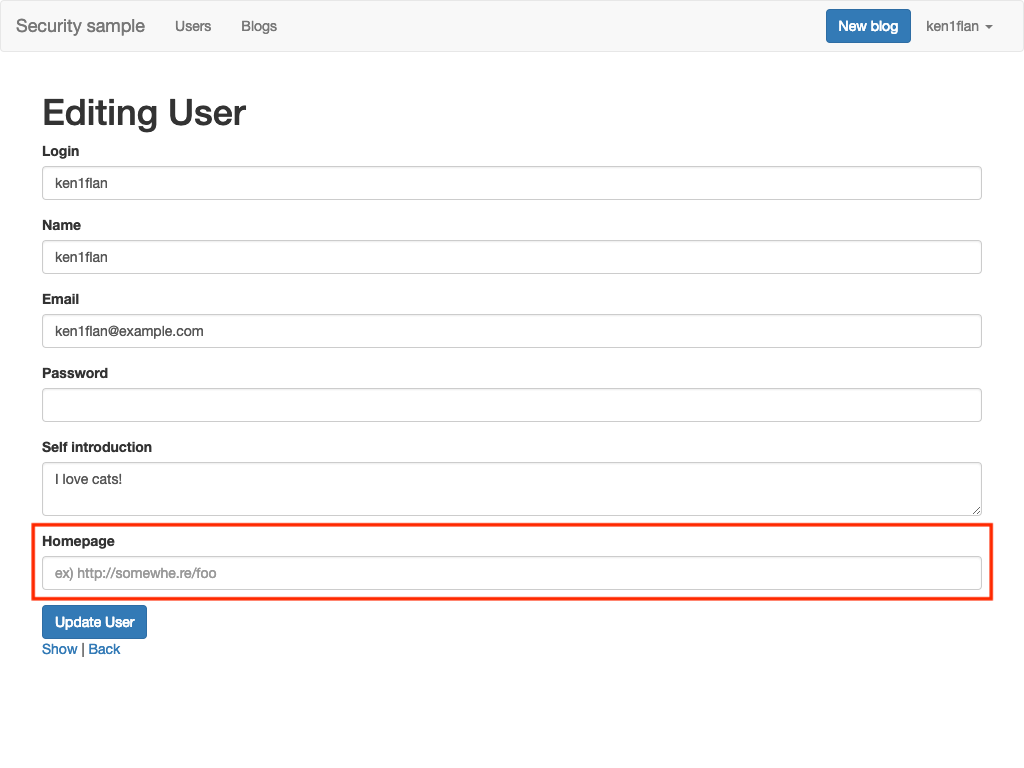 Security sample Users Blogs New blog ken1flan
Editing User
Login
ken1flan
Name
ken1flan
Email
ken1flan@example.com
Password
Self introduction
I love cats!
Homepage
ex) http://somewhe.re/foo
Update User
Show | Back